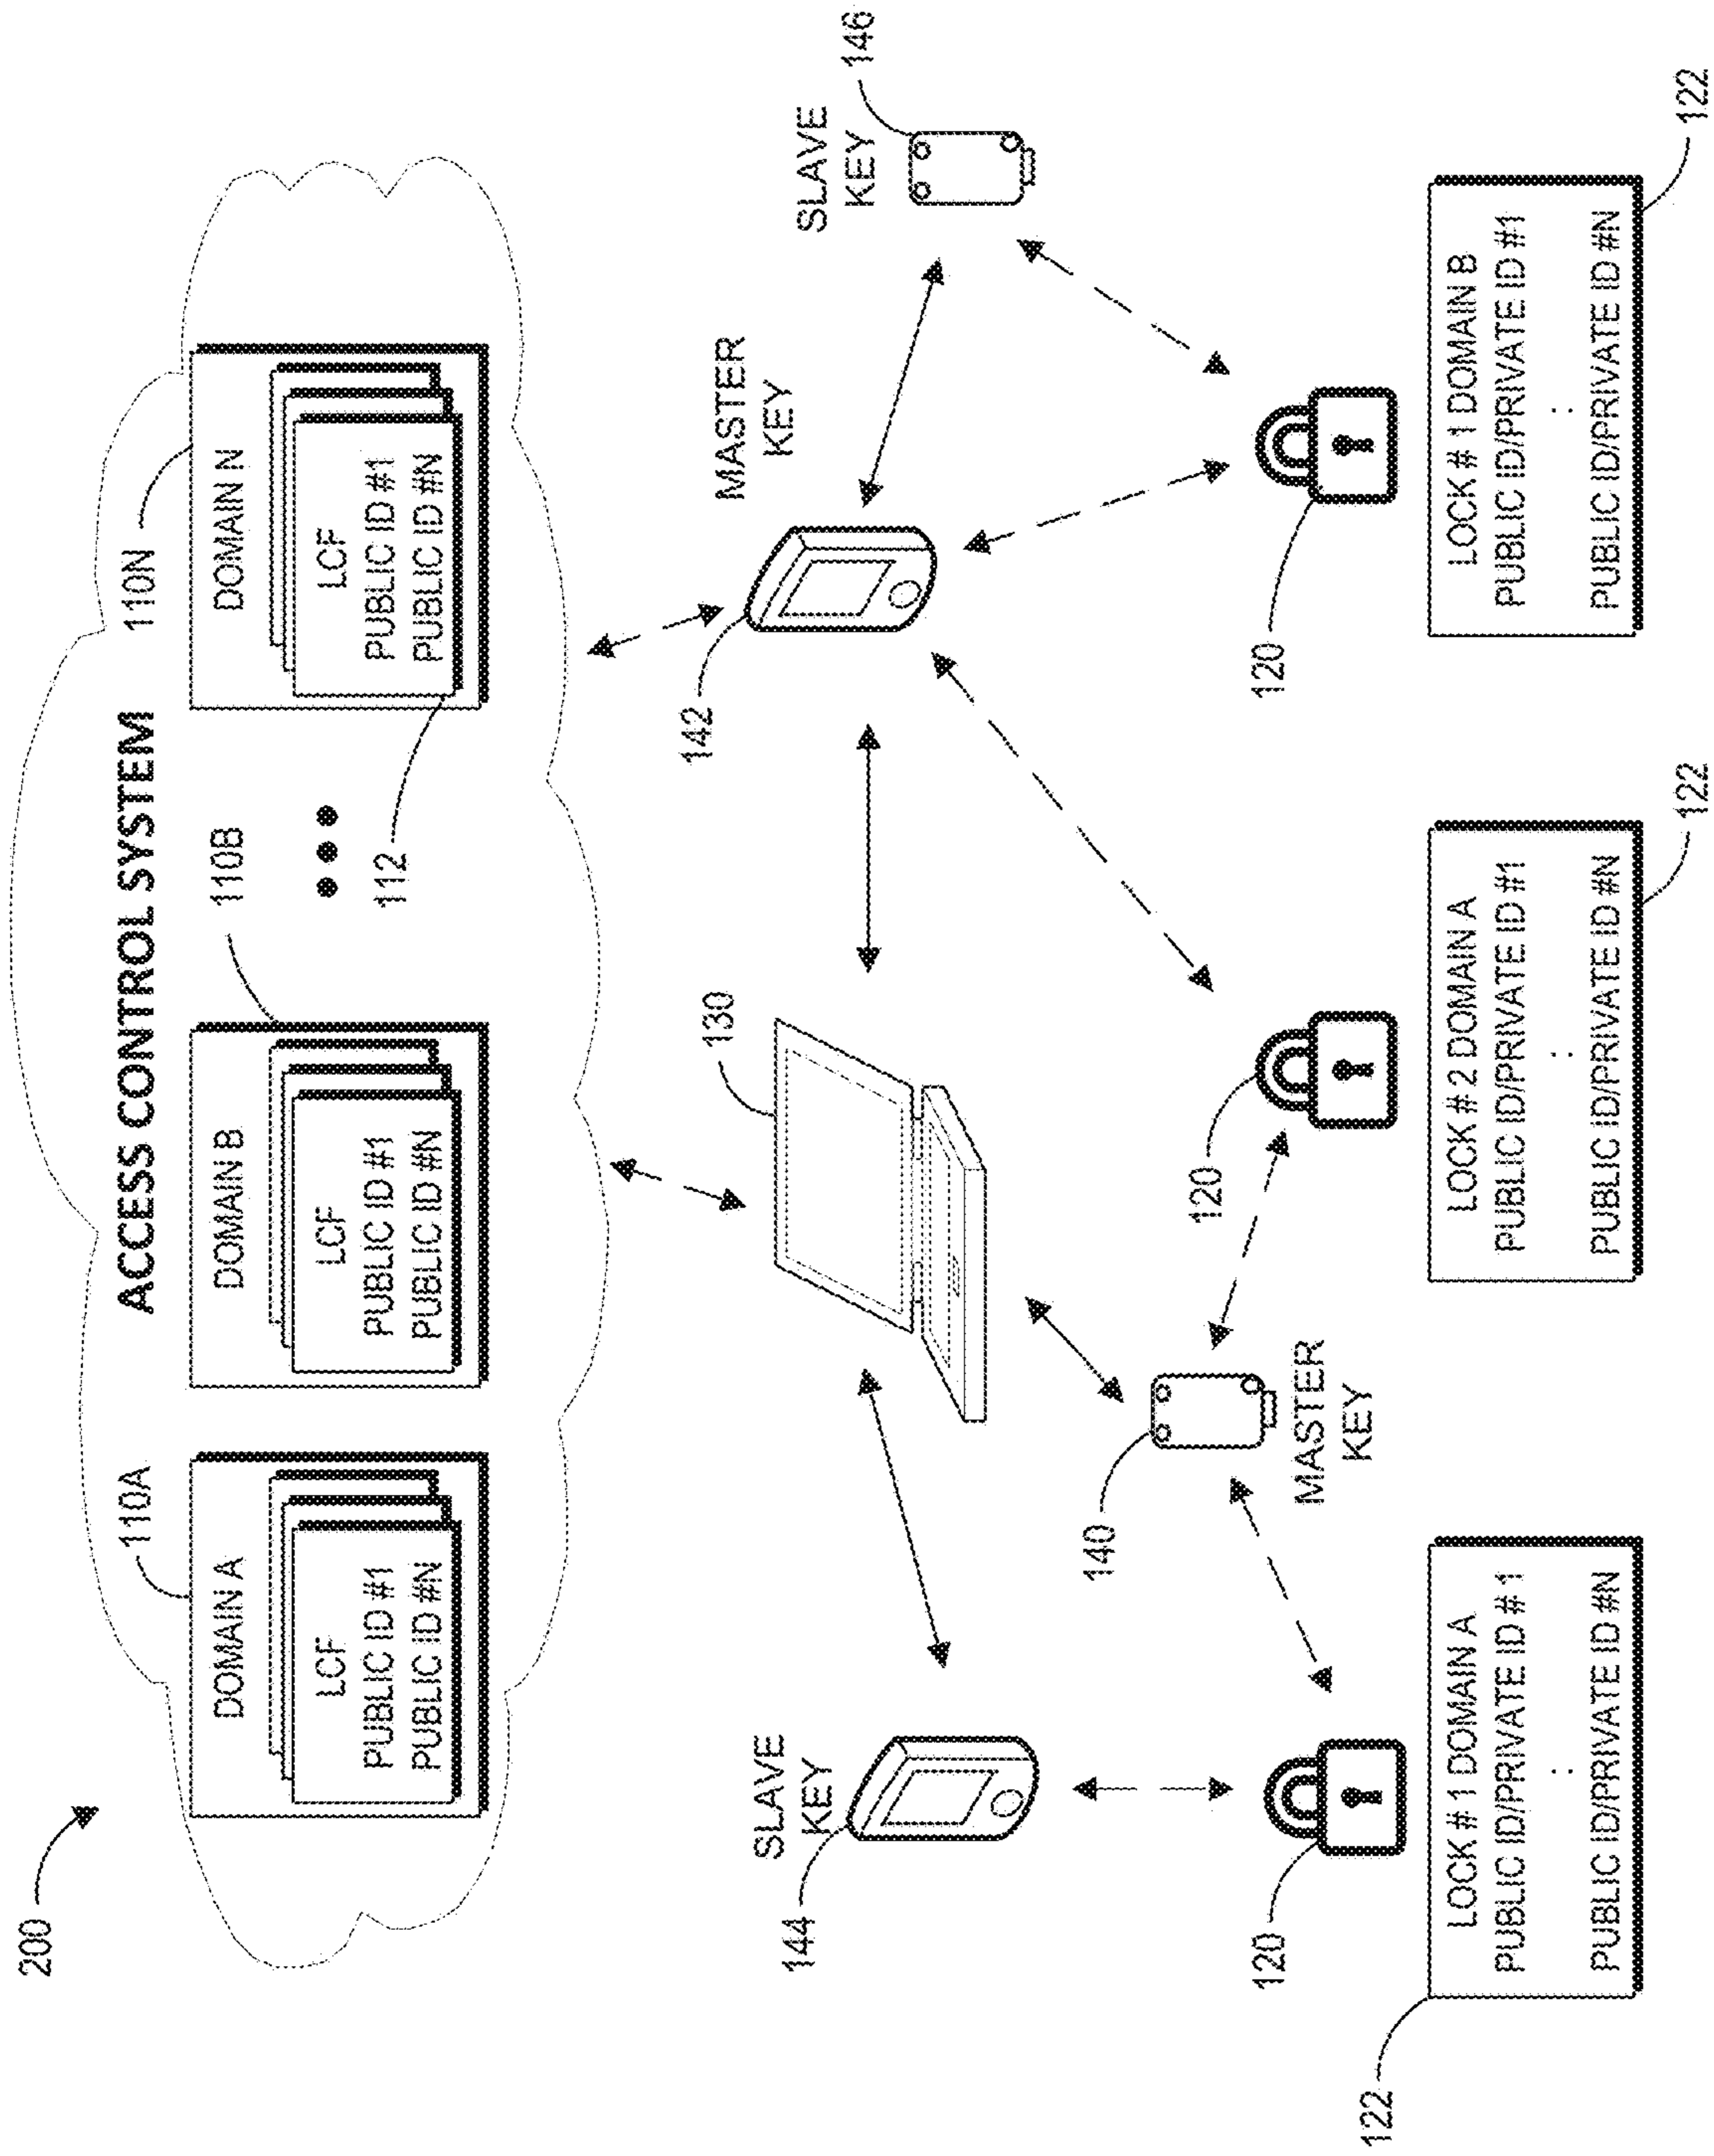 200
ACCESS CONTROL SYSTEM
110A
DOMAIN A
LCF
PUBLIC ID #1
PUBLIC ID #N
110B
DOMAIN B
LCF
PUBLIC ID #1
PUBLIC ID #N
112
110N
DOMAIN N
LCF
PUBLIC ID #1
PUBLIC ID #N
SLAVE
KEY
144
130
MASTER
KEY
142
SLAVE
KEY
146
140
MASTER
KEY
120
120
120
122
LOCK # 1 DOMAIN A
PUBLIC ID/PRIVATE ID # 1
:
PUBLIC ID/PRIVATE ID #N
LOCK # 2 DOMAIN A
PUBLIC ID/PRIVATE ID #1
:
PUBLIC ID/PRIVATE ID #N
122
LOCK # 1 DOMAIN B
PUBLIC ID/PRIVATE ID #1
:
PUBLIC ID/PRIVATE ID #N
122